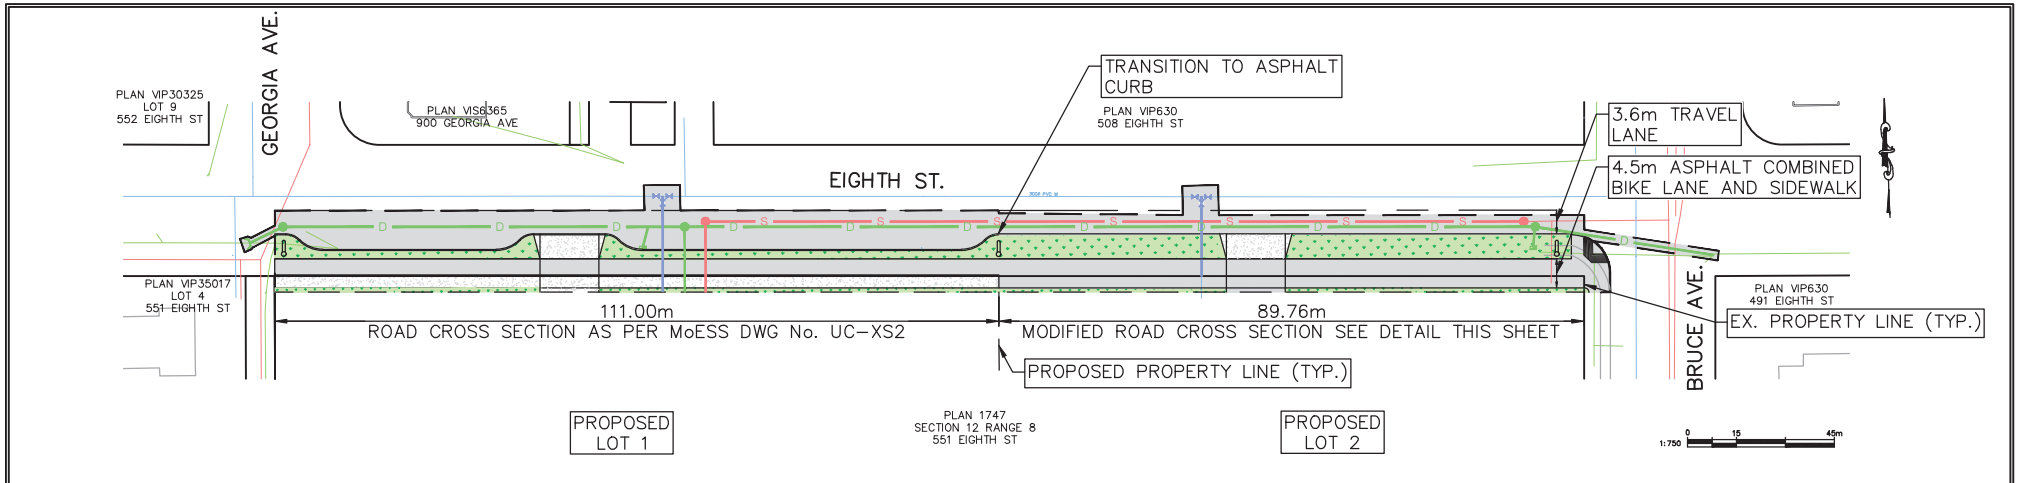 GEORGIA AVE.
PLAN VIP30325
LOT 9
552 EIGHTH ST
PLAN VIS6365
900 GEORGIA AVE
TRANSITION TO ASPHALT
CURB
PLAN VIP630
508 EIGHTH ST
3.6m TRAVEL
LANE
4.5m ASPHALT COMBINED
BIKE LANE AND SIDEWALK
EIGHTH ST.
S S S S S S
D D D D D D D D D
PLAN VIP35017
LOT 4
551 EIGHTH ST
111.00m
ROAD CROSS SECTION AS PER MoESS DWG No. UC-XS2
89.76m
MODIFIED ROAD CROSS SECTION SEE DETAIL THIS SHEET
PLAN VIP630
491 EIGHTH ST
EX. PROPERTY LINE (TYP.)
BRUCE AVE.
PROPOSED PROPERTY LINE (TYP.)
PROPOSED
LOT 1
PLAN 1747
SECTION 12 RANGE 8
551 EIGHTH ST
PROPOSED
LOT 2
1:750
0 15 45m